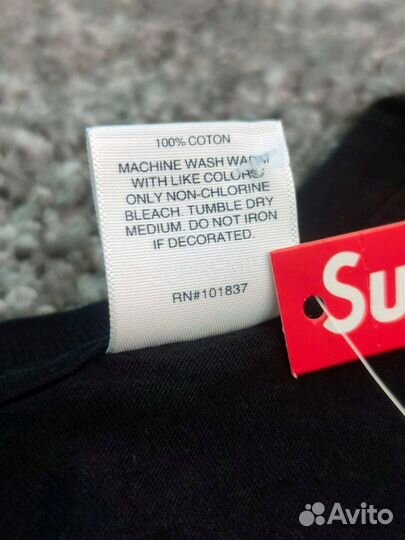 100% COTON
MACHINE WASH WARM
WITH LIKE COLORS
ONLY NON-CHLORINE
BLEACH. TUMBLE DRY
MEDIUM. DO NOT IRON
IF DECORATED.
RN#101837
Su
Avito